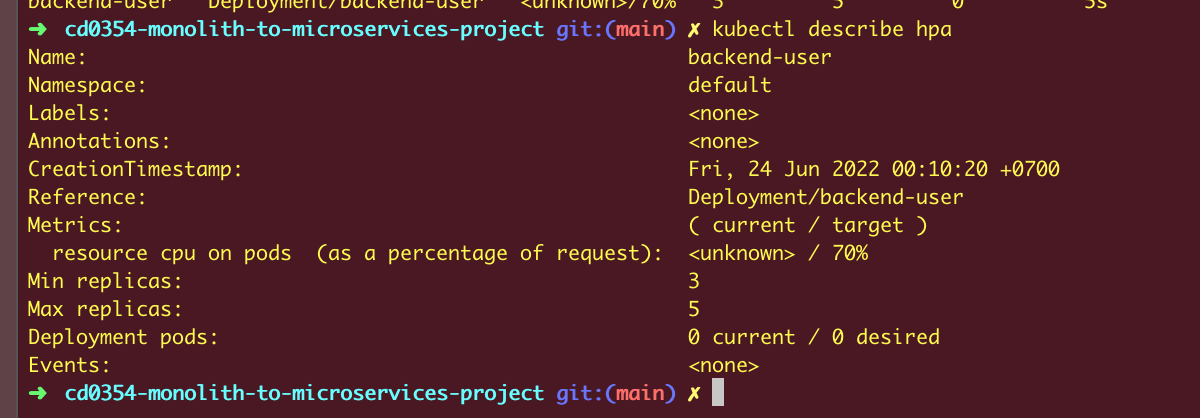 backend-user Deployment/backend-user <unknown>/70% 3 5 0 5s
➜ cd0354-monolith-to-microservices-project git:(main) ✗ kubectl describe hpa
Name: backend-user
Namespace: default
Labels: <none>
Annotations: <none>
CreationTimestamp: Fri, 24 Jun 2022 00:10:20 +0700
Reference: Deployment/backend-user
Metrics: ( current / target )
resource cpu on pods (as a percentage of request): <unknown> / 70%
Min replicas: 3
Max replicas: 5
Deployment pods: 0 current / 0 desired
Events: <none>
➜ cd0354-monolith-to-microservices-project git:(main) ✗